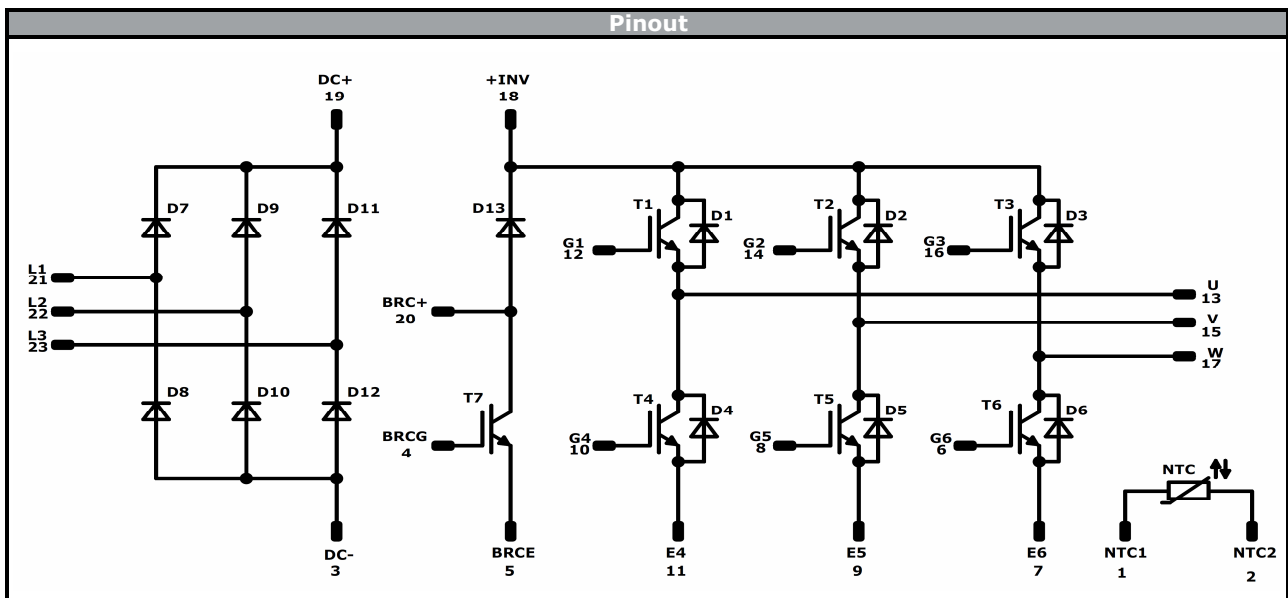 Pinout
DC+
19
+INV
18
D7
D9
D11
D13
T1
D1
T2
D2
T3
D3
G1
12
G2
14
G3
16
L1
21
L2
22
L3
23
BRC+
20
U
13
V
15
W
17
D8
D10
D12
T7
T4
D4
T5
D5
T6
D6
BRCG
4
G4
10
G5
8
G6
6
NTC
DC-
3
BRCE
5
E4
11
E5
9
E6
7
NTC1
1
NTC2
2